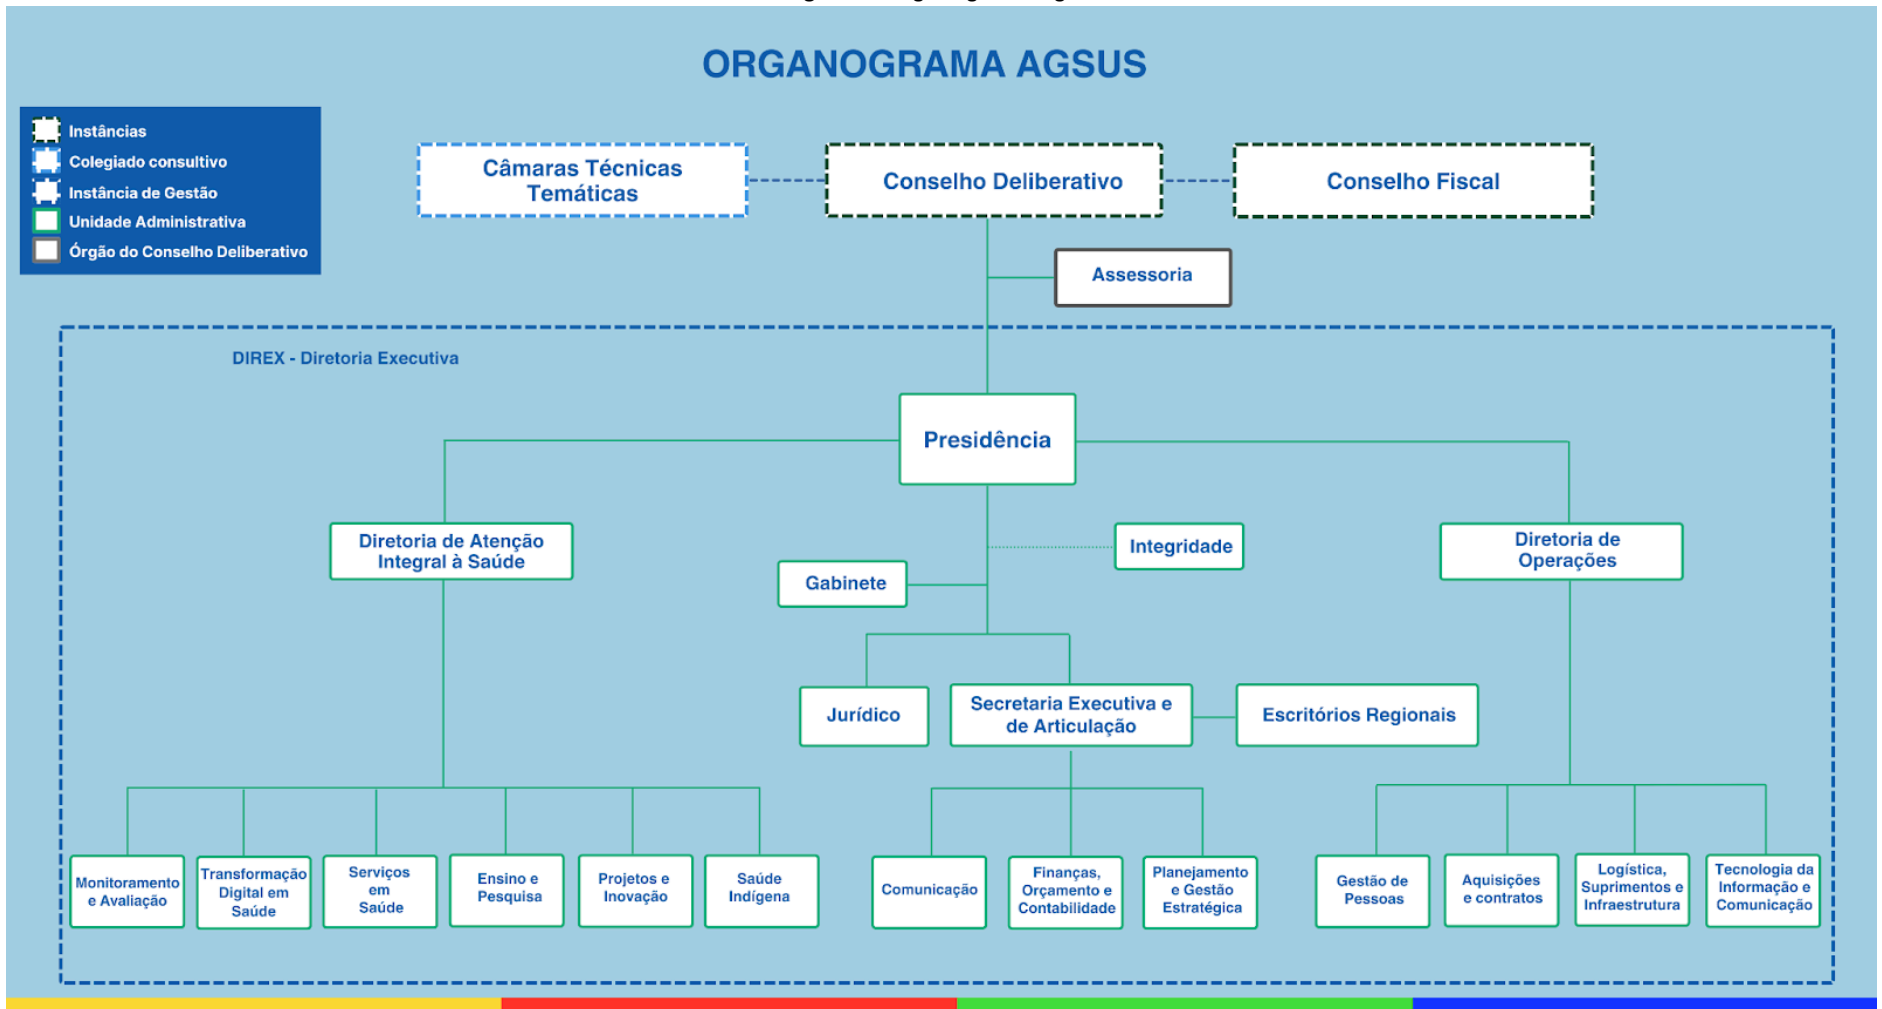 ORGANOGRAMA AGSUS
Instâncias
Colegiado consultivo
Instância de Gestão
Unidade Administrativa
Órgão do Conselho Deliberativo
Câmaras Técnicas
Temáticas
Conselho Deliberativo
Conselho Fiscal
Assessoria
DIREX - Diretoria Executiva
Presidência
Diretoria de Atenção
Integral à Saúde
Integridade
Gabinete
Diretoria de
Operações
Jurídico
Secretaria Executiva e
de Articulação
Escritórios Regionais
Monitoramento
e Avaliação
Transformação
Digital em
Saúde
Serviços
em
Saúde
Ensino e
Pesquisa
Projetos e
Inovação
Saúde
Indígena
Comunicação
Finanças,
Orçamento e
Contabilidade
Planejamento
e Gestão
Estratégica
Gestão de
Pessoas
Aquisições
e contratos
Logística,
Suprimentos e
Infraestrutura
Tecnologia da
Informação e
Comunicação